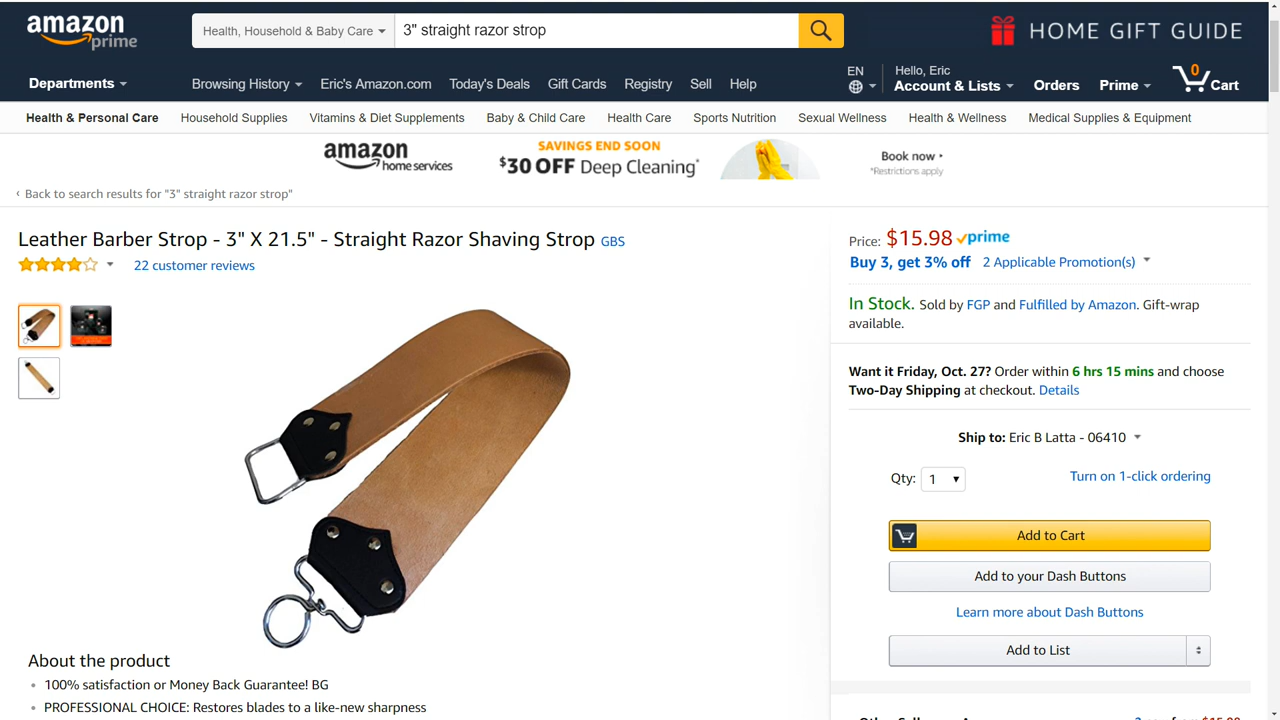 amazon
prime
Health, Household & Baby Care
3" straight razor strop
HOME GIFT GUIDE
Departments
Browsing History
Eric's Amazon.com
Today's Deals
Gift Cards
Registry
Sell
Help
EN
Hello, Eric
Account & Lists
Orders
Prime
0
Cart
Health & Personal Care
Household Supplies
Vitamins & Diet Supplements
Baby & Child Care
Health Care
Sports Nutrition
Sexual Wellness
Health & Wellness
Medical Supplies & Equipment
amazon
home services
SAVINGS END SOON
$30 OFF Deep Cleaning*
Book now ›
*Restrictions apply
‹ Back to search results for "3" straight razor strop"
Leather Barber Strop - 3" X 21.5" - Straight Razor Shaving Strop GBS
22 customer reviews
Price: $15.98 prime
Buy 3, get 3% off 2 Applicable Promotion(s)
In Stock. Sold by FGP and Fulfilled by Amazon. Gift-wrap
available.
Want it Friday, Oct. 27? Order within 6 hrs 15 mins and choose
Two-Day Shipping at checkout. Details
Ship to: Eric B Latta - 06410
Qty: 1
Turn on 1-click ordering
Add to Cart
Add to your Dash Buttons
Learn more about Dash Buttons
Add to List
About the product
• 100% satisfaction or Money Back Guarantee! BG
• PROFESSIONAL CHOICE: Restores blades to a like-new sharpness